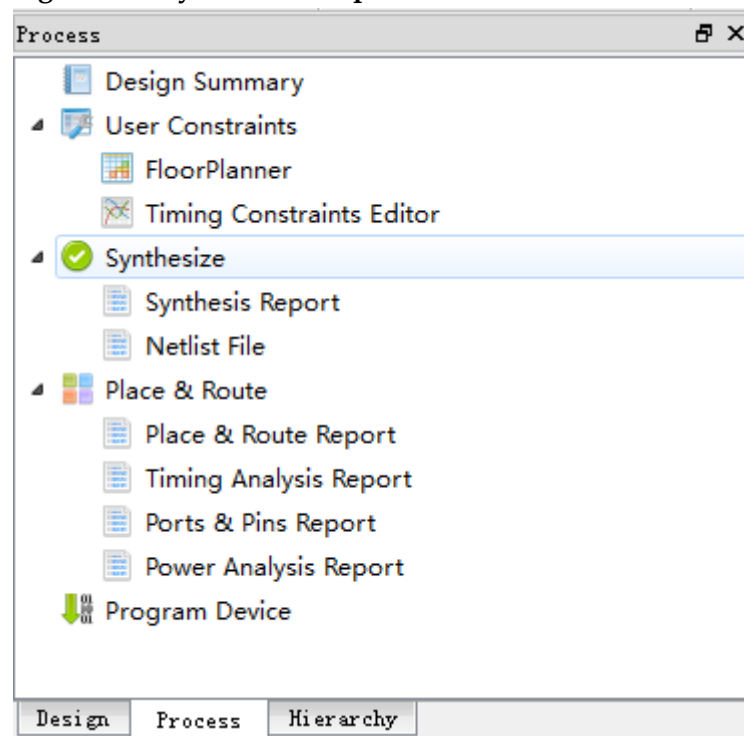 Process
Design Summary
User Constraints
FloorPlanner
Timing Constraints Editor
Synthesize
Synthesis Report
Netlist File
Place & Route
Place & Route Report
Timing Analysis Report
Ports & Pins Report
Power Analysis Report
Program Device
Design Process Hierarchy